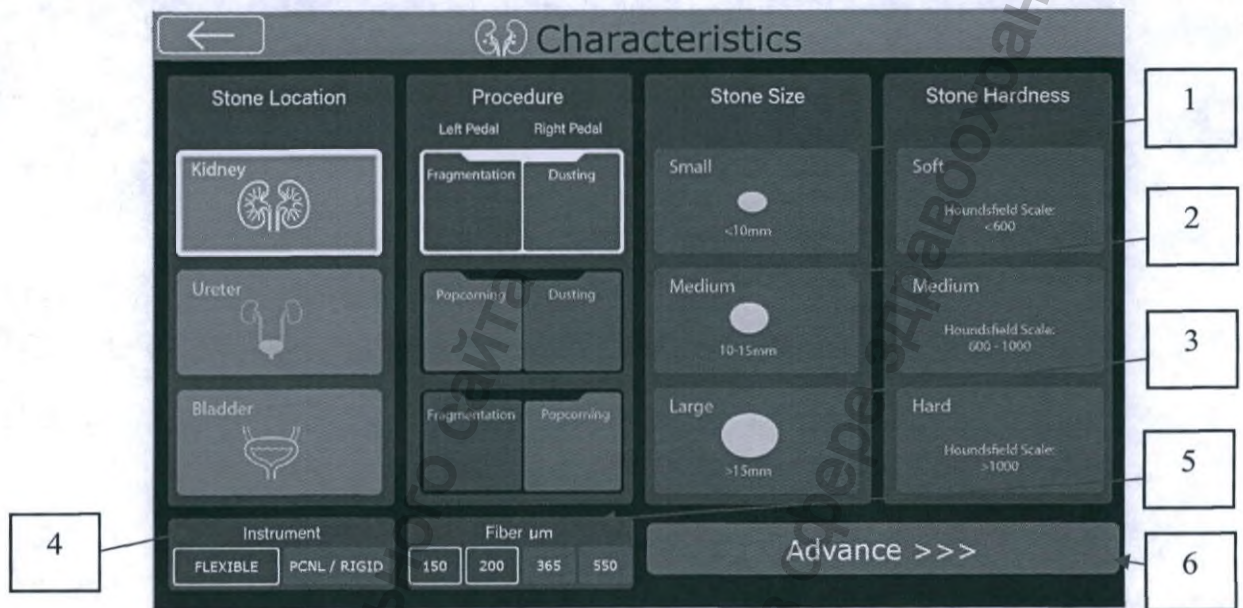 Characteristics
Stone Location
Procedure
Stone Size
Stone Hardness
Left Pedal Right Pedal
Kidney
Fragmentation Dusting
Small
<10mm
Soft
Houndsfield Scale:
<600
Ureter
Popcorning Dusting
Medium
10-15mm
Medium
Houndsfield Scale:
600 - 1000
Bladder
Fragmentation Popcorning
Large
>15mm
Hard
Houndsfield Scale:
>1000
Instrument
FLEXIBLE PCNL / RIGID
Fiber µm
150 200 365 550
Advance >>>
1
2
3
5
4
6
сайта